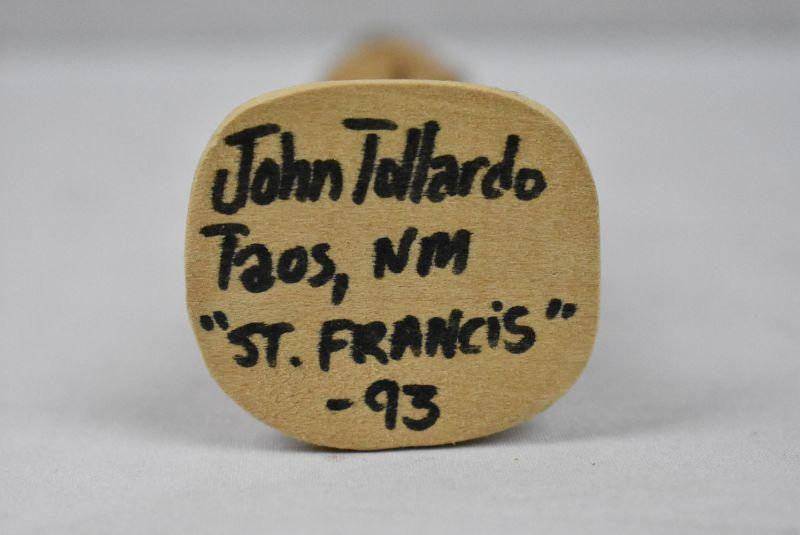 John Tollardo
Taos, NM
"ST. FRANCiS"
-93